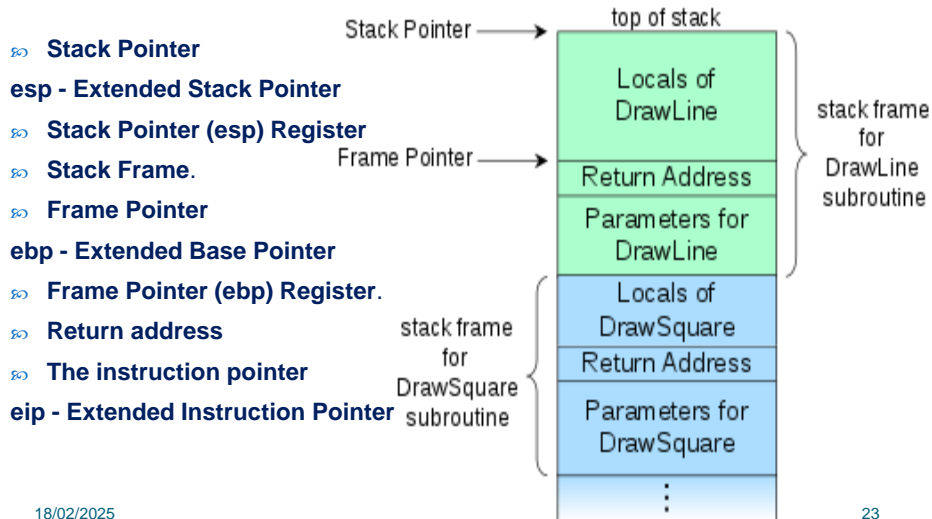 Stack Pointer
esp - Extended Stack Pointer
Stack Pointer (esp) Register
Stack Frame.
Frame Pointer
ebp - Extended Base Pointer
Frame Pointer (ebp) Register.
Return address
The instruction pointer
eip - Extended Instruction Pointer
top of stack
Stack Pointer
Locals of
DrawLine
Frame Pointer
Return Address
Parameters for
DrawLine
stack frame
for
DrawLine
subroutine
Locals of
DrawSquare
Return Address
Parameters for
DrawSquare
stack frame
for
DrawSquare
subroutine
18/02/2025
23